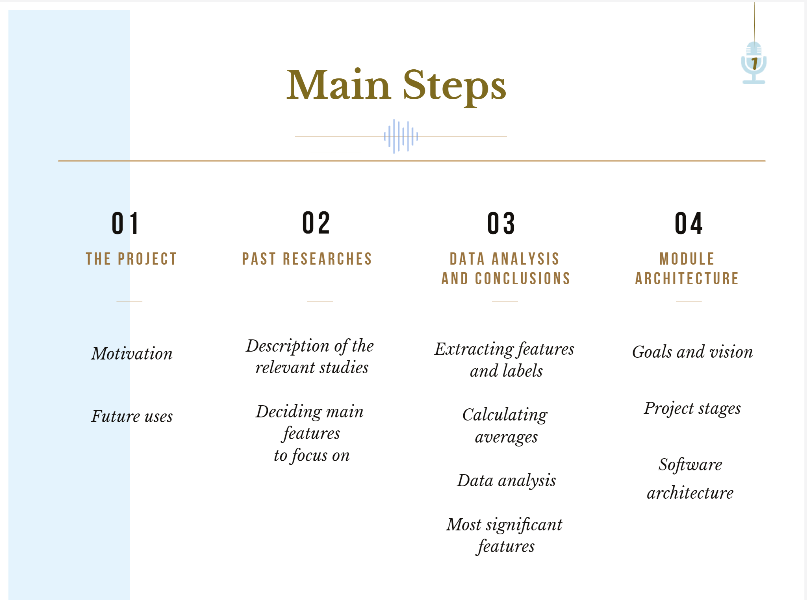 7
Main Steps
01
THE PROJECT
Motivation
Future uses
02
PAST RESEARCHES
Description of the
relevant studies
Deciding main
features
to focus on
03
DATA ANALYSIS
AND CONCLUSIONS
Extracting features
and labels
Calculating
averages
Data analysis
Most significant
features
04
MODULE
ARCHITECTURE
Goals and vision
Project stages
Software
architecture